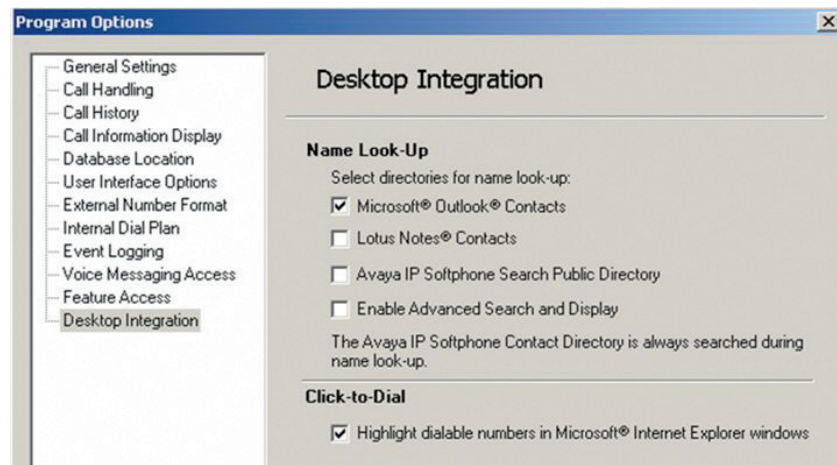 Program Options
General Settings
Call Handling
Call History
Call Information Display
Database Location
User Interface Options
External Number Format
Internal Dial Plan
Event Logging
Voice Messaging Access
Feature Access
Desktop Integration
Desktop Integration
Name Look-Up
Select directories for name look-up:
Microsoft® Outlook® Contacts
Lotus Notes® Contacts
Avaya IP Softphone Search Public Directory
Enable Advanced Search and Display
The Avaya IP Softphone Contact Directory is always searched during
name look-up.
Click-to-Dial
Highlight dialable numbers in Microsoft® Internet Explorer windows